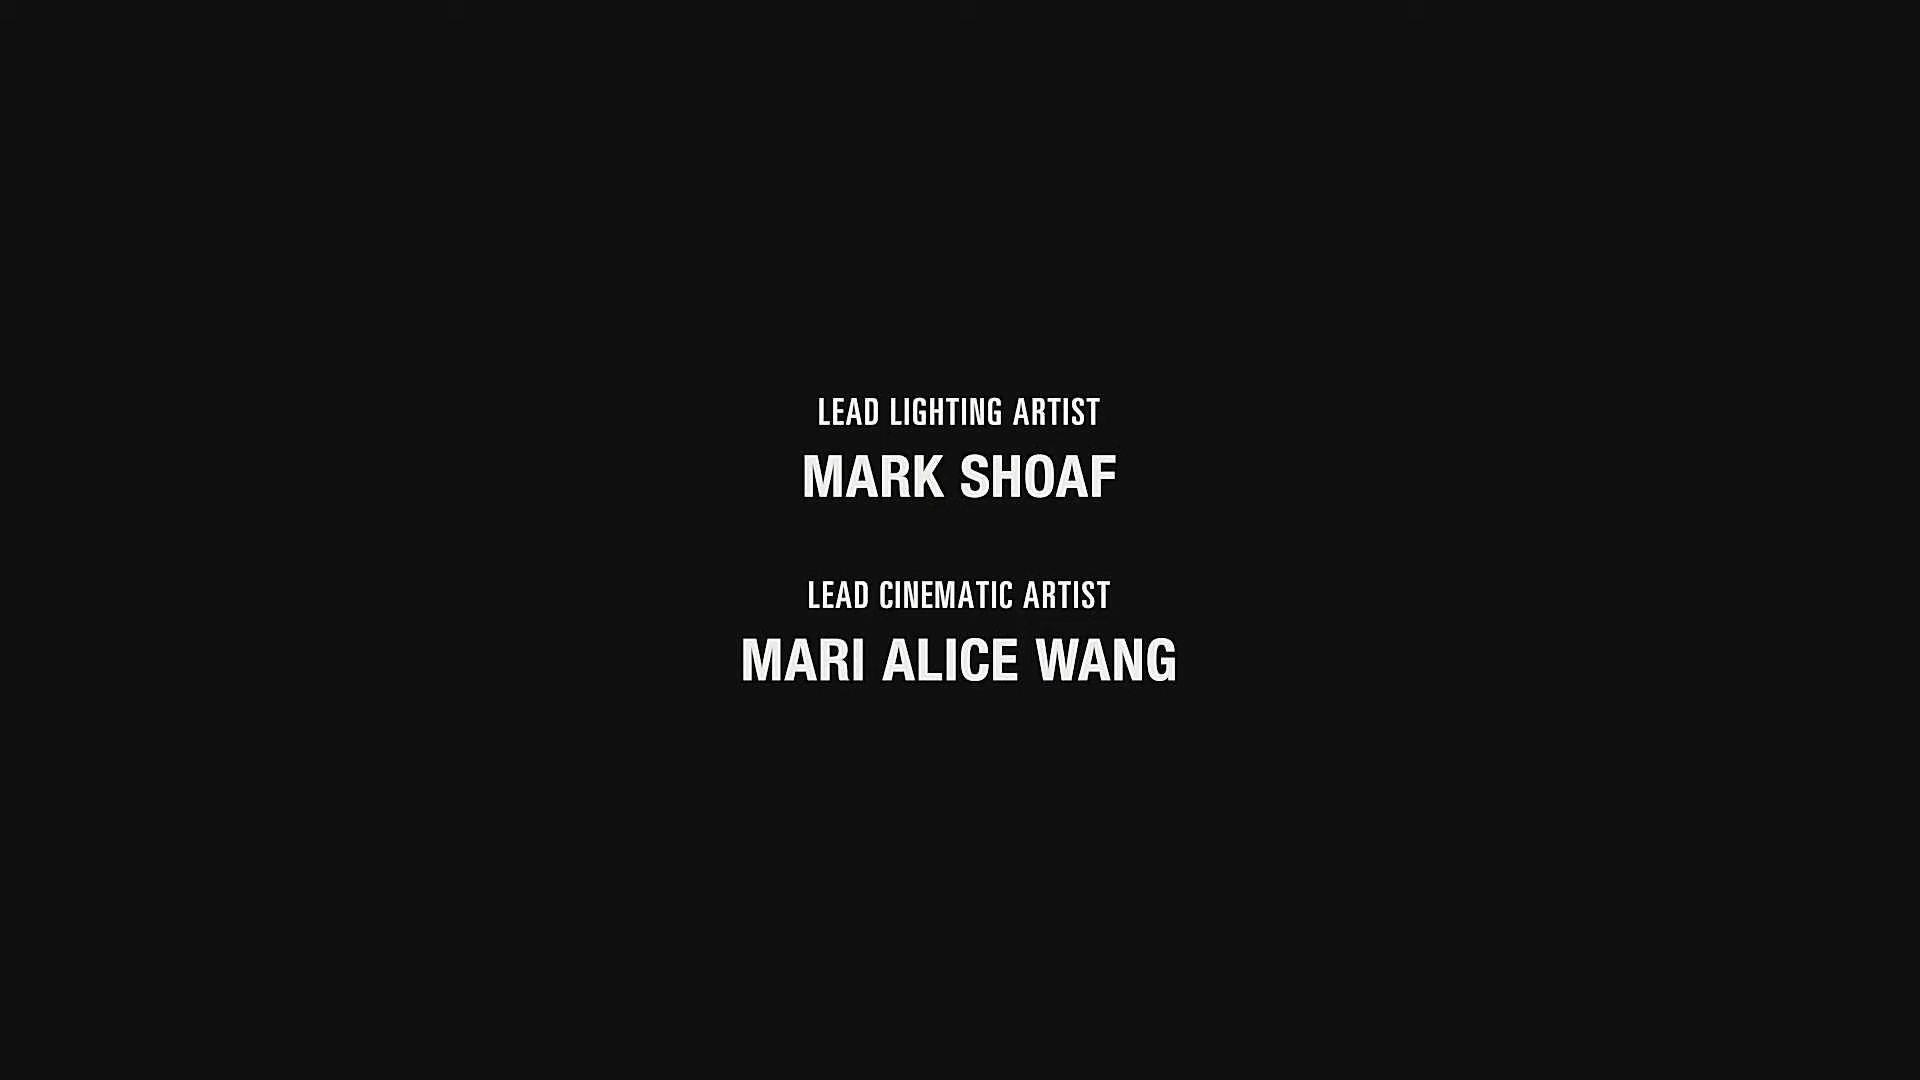 LEAD LIGHTING ARTIST
MARK SHOAF
LEAD CINEMATIC ARTIST
MARI ALICE WANG